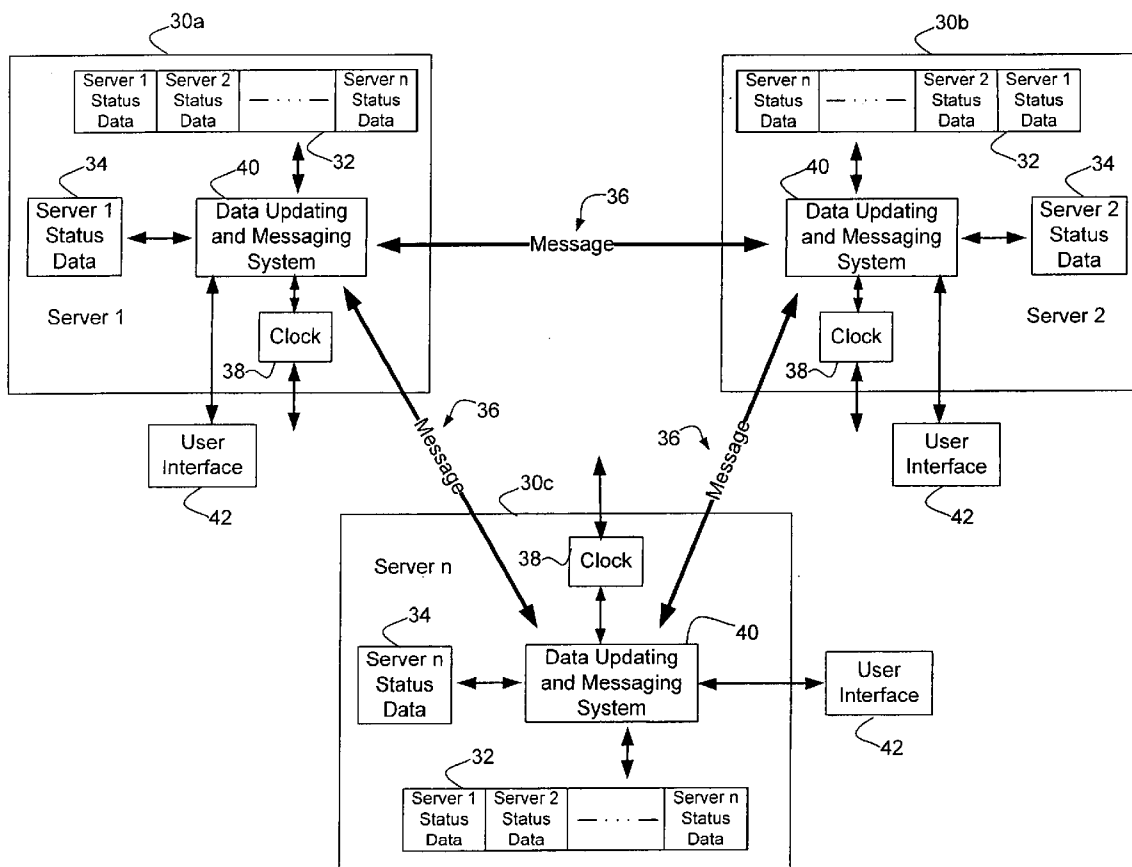 30a
Server 1
Status
Data
Server 2
Status
Data
Server n
Status
Data
32
34
40
Server 1
Status
Data
Data Updating
and Messaging
System
Server 1
Clock
38
User
Interface
42
36
Message
30b
Server n
Status
Data
Server 2
Status
Data
Server 1
Status
Data
32
34
40
Data Updating
and Messaging
System
Server 2
Status
Data
Server 2
Clock
38
User
Interface
42
36
Message
36
Message
30c
Server n
38
Clock
34
Server n
Status
Data
40
Data Updating
and Messaging
System
User
Interface
42
32
Server 1
Status
Data
Server 2
Status
Data
Server n
Status
Data